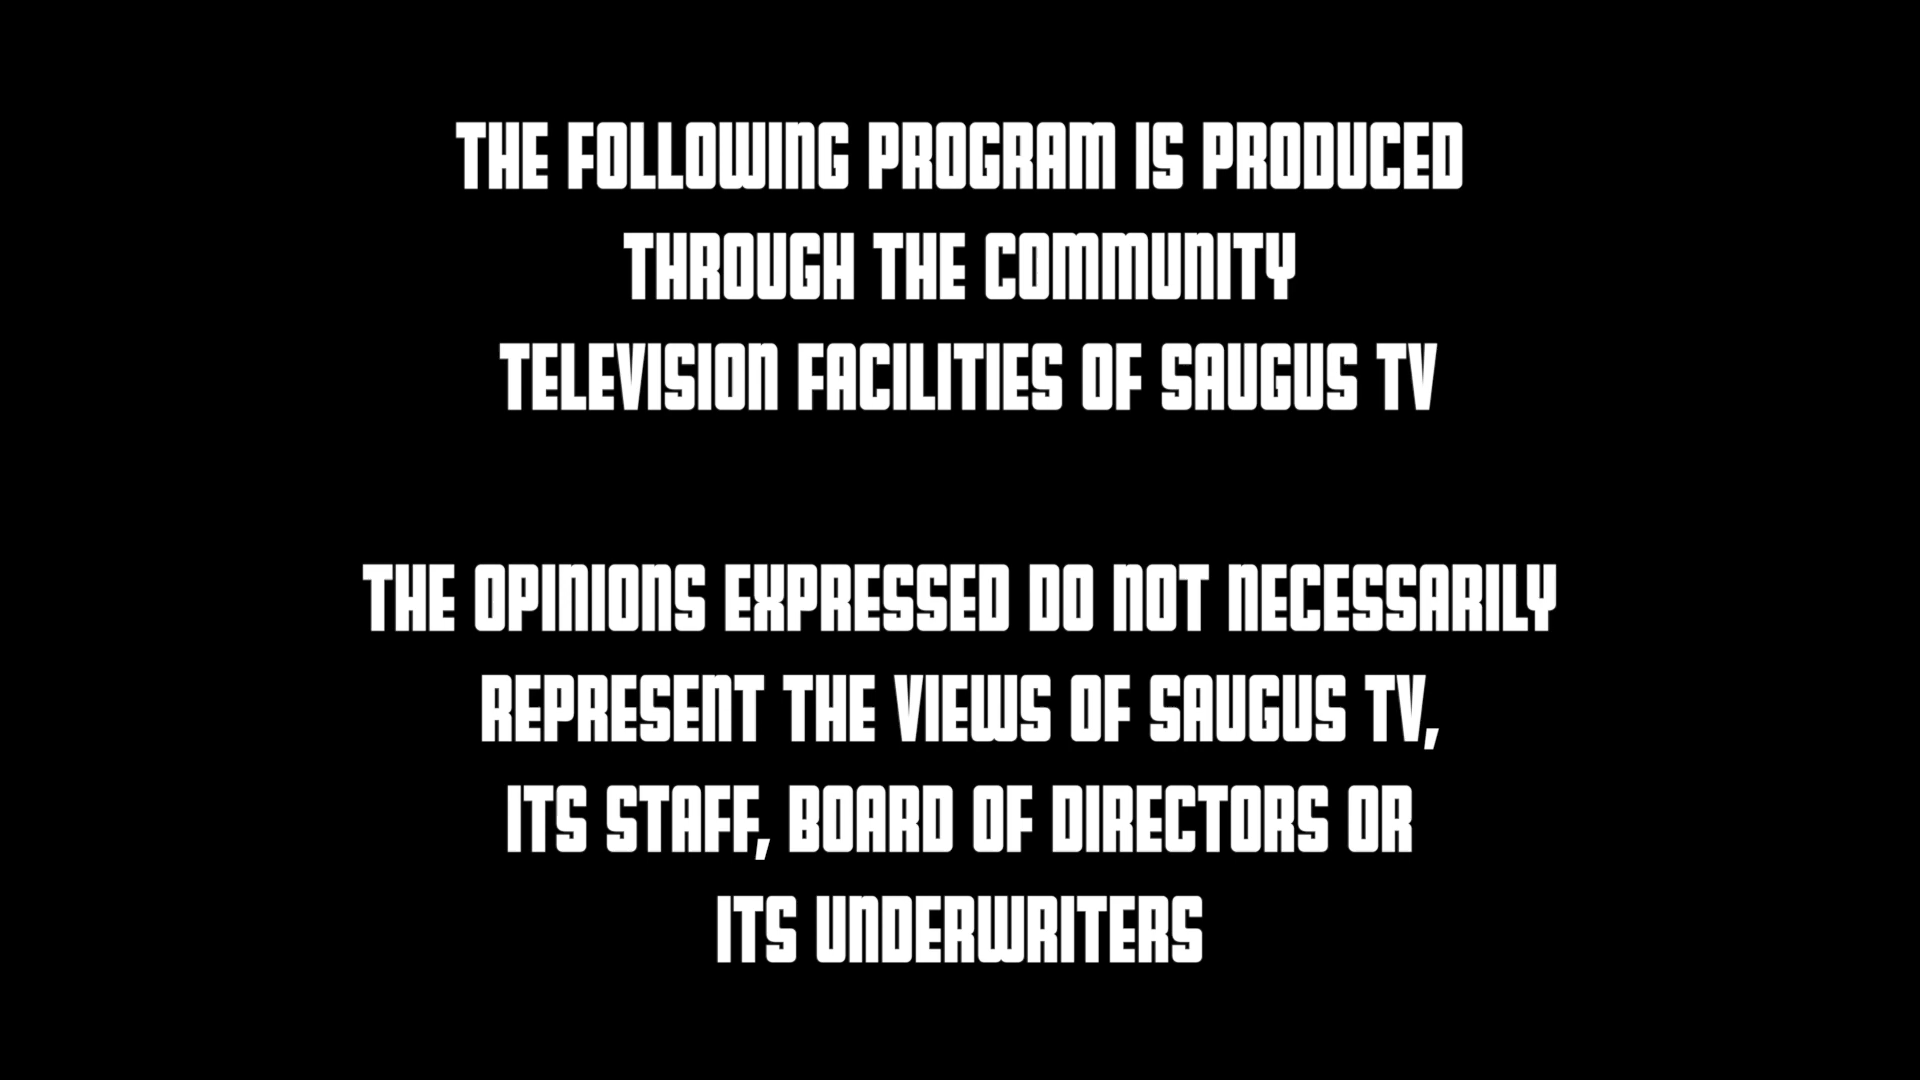 THE FOLLOWING PROGRAM IS PRODUCED
THROUGH THE COMMUNITY
TELEVISION FACILITIES OF SAUGUS TV
THE OPINIONS EXPRESSED DO NOT NECESSARILY
REPRESENT THE VIEWS OF SAUGUS TV,
ITS STAFF, BOARD OF DIRECTORS OR
ITS UNDERWRITERS